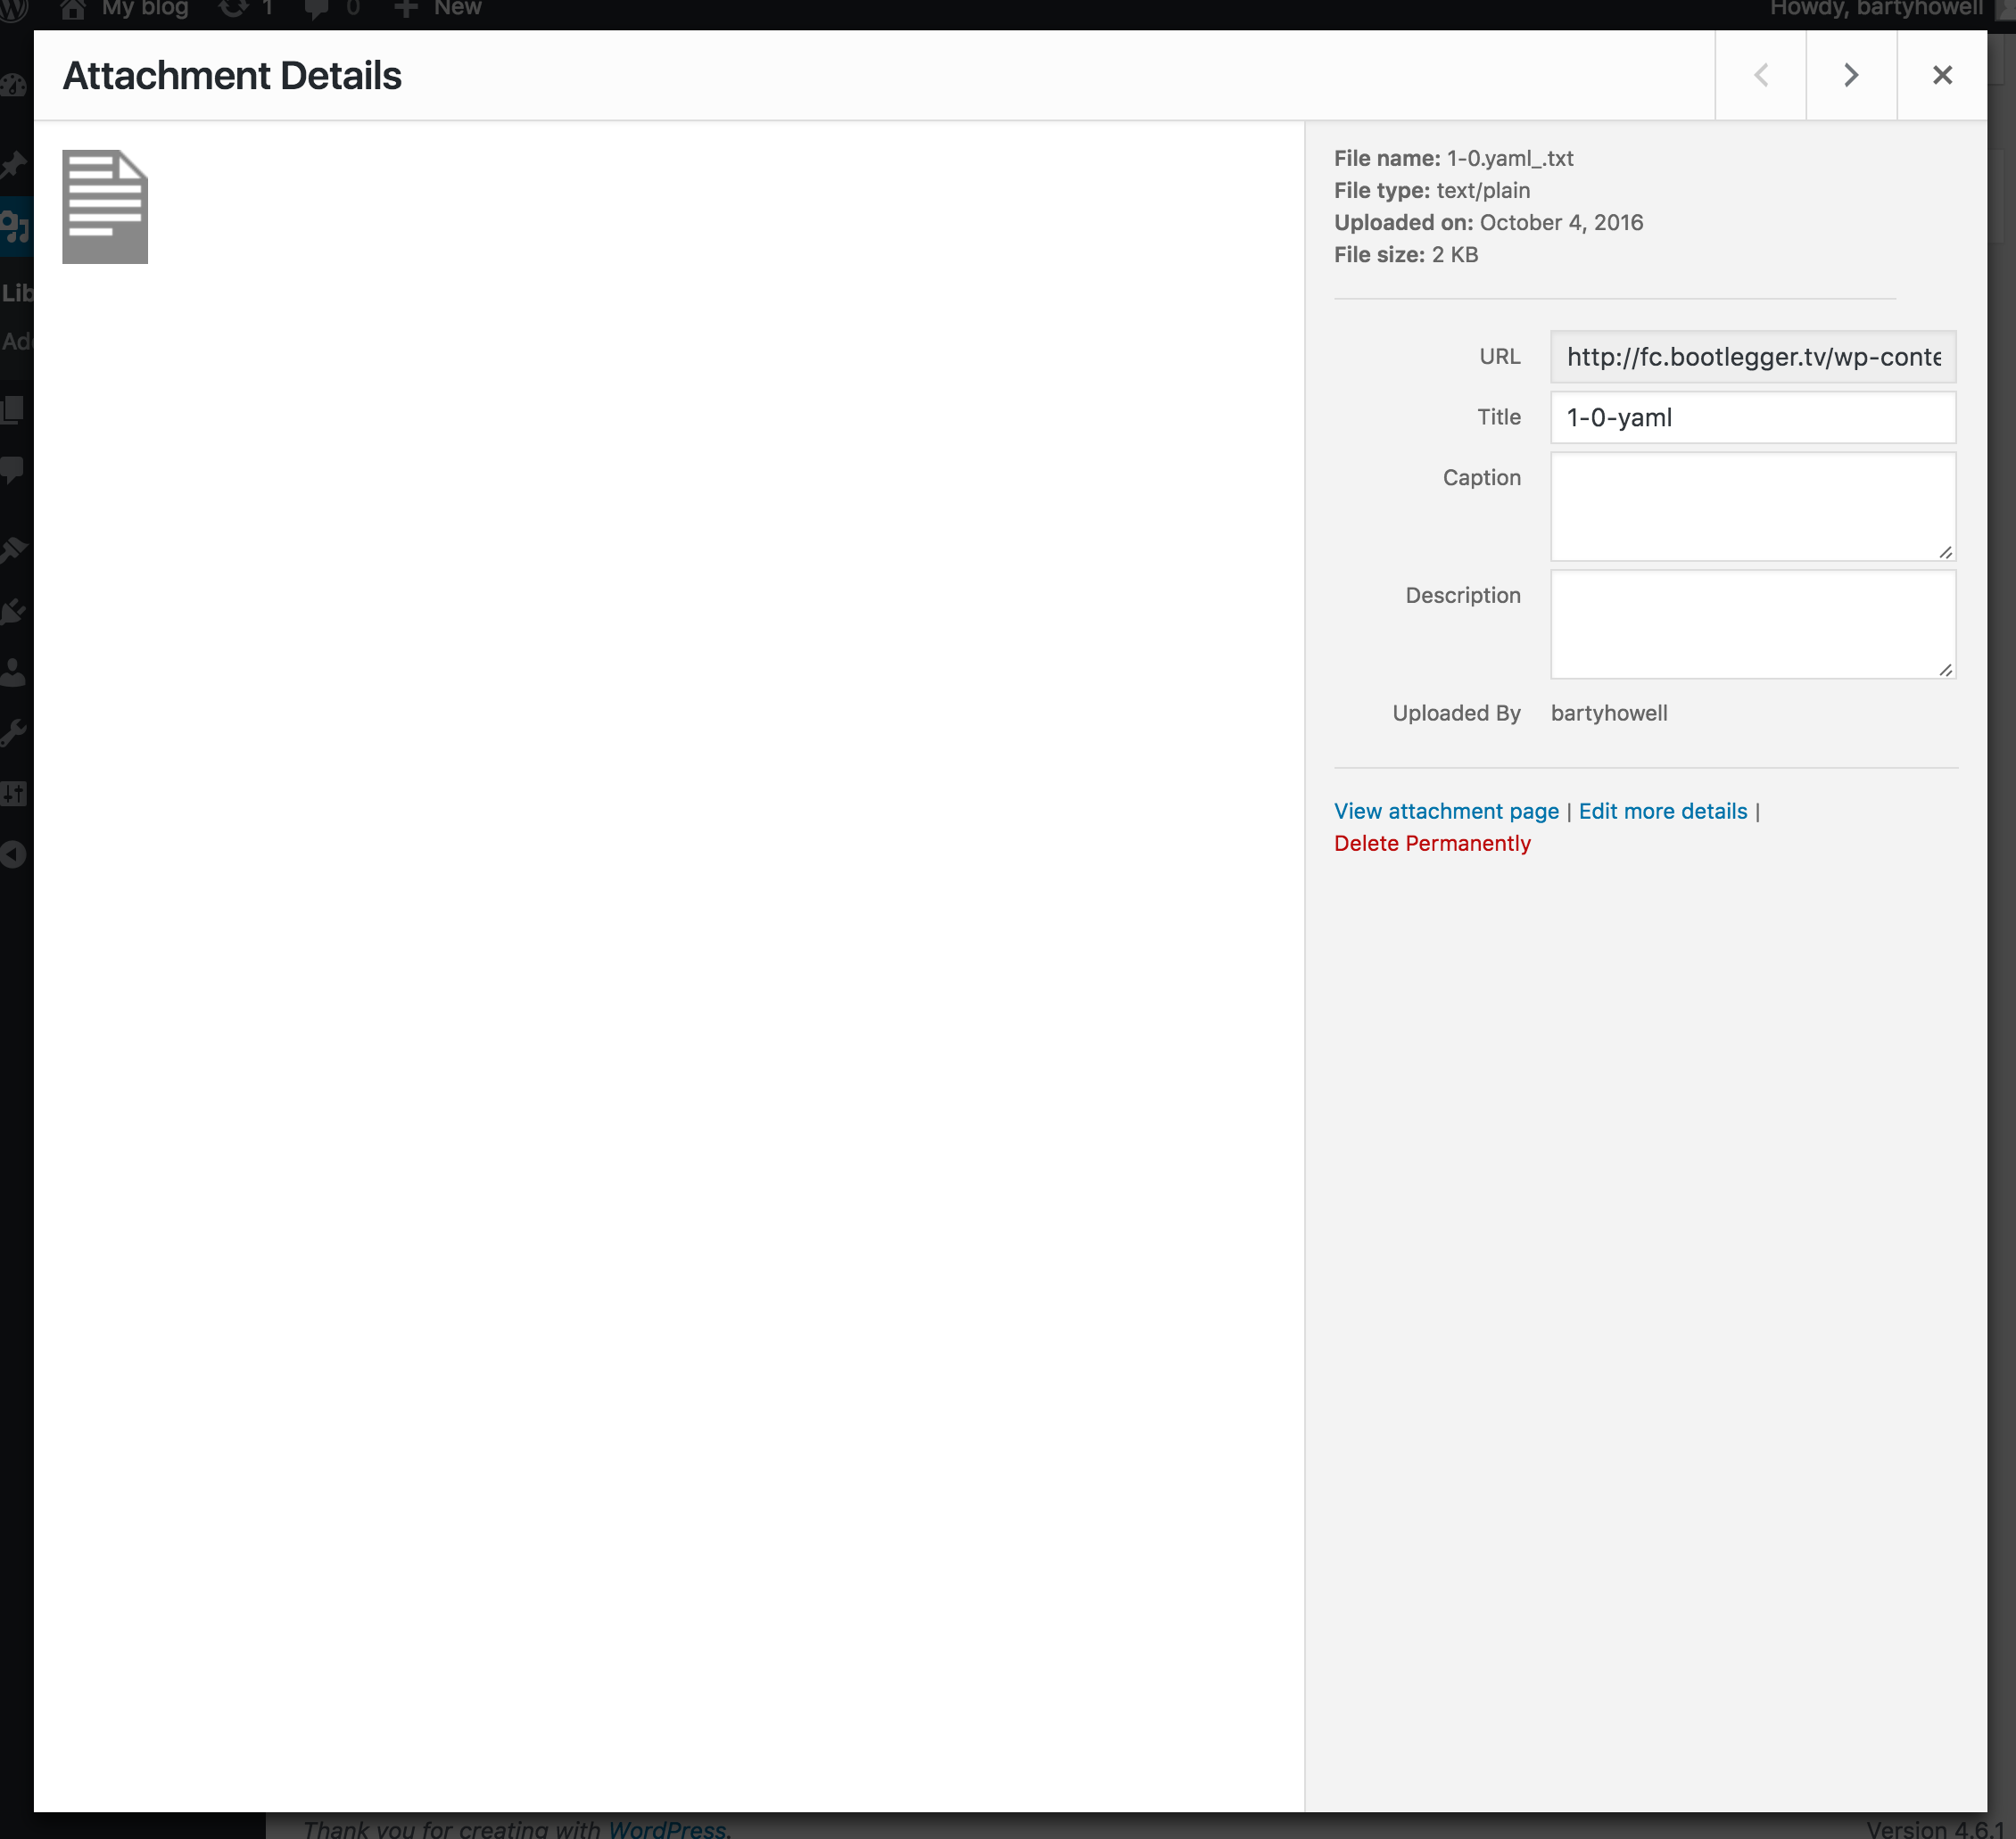 My blog 1 0 New Howdy, bartyhowell
Attachment Details
File name: 1-0.yaml_.txt
File type: text/plain
Uploaded on: October 4, 2016
File size: 2 KB
URL http://fc.bootlegger.tv/wp-conte
Title 1-0-yaml
Caption
Description
Uploaded By bartyhowell
View attachment page | Edit more details |
Delete Permanently
Lib
Add
Thank you for creating with WordPress.
Version 4.6.1